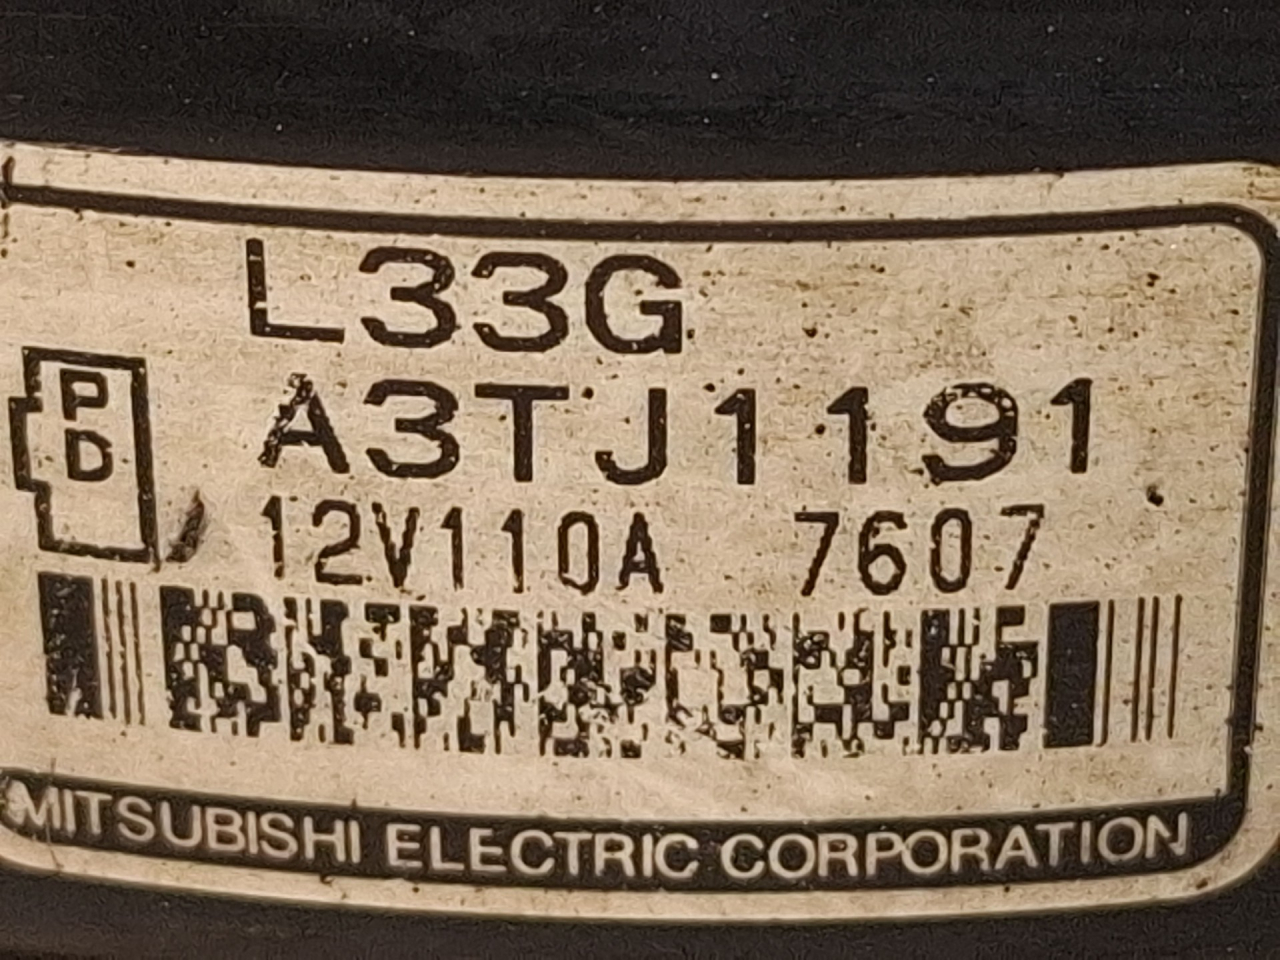 L33G
PD
A3TJ1191
12V110A 7607
MITSUBISHI ELECTRIC CORPORATION